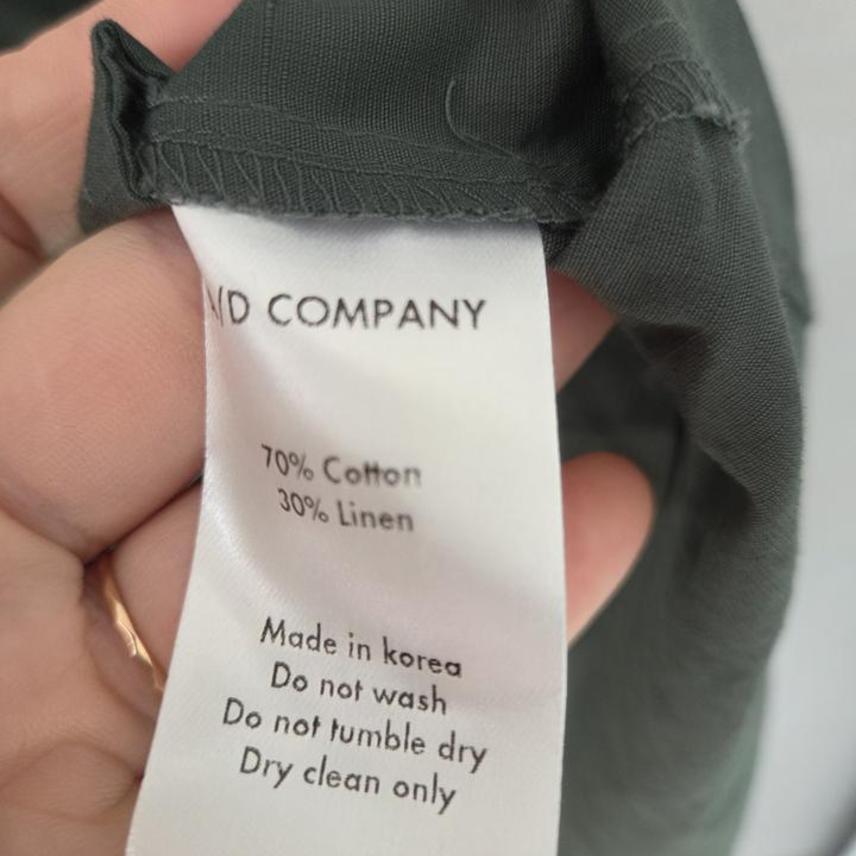 /D COMPANY
70% Cotton
30% Linen
Made in korea
Do not wash
Do not tumble dry
Dry clean only